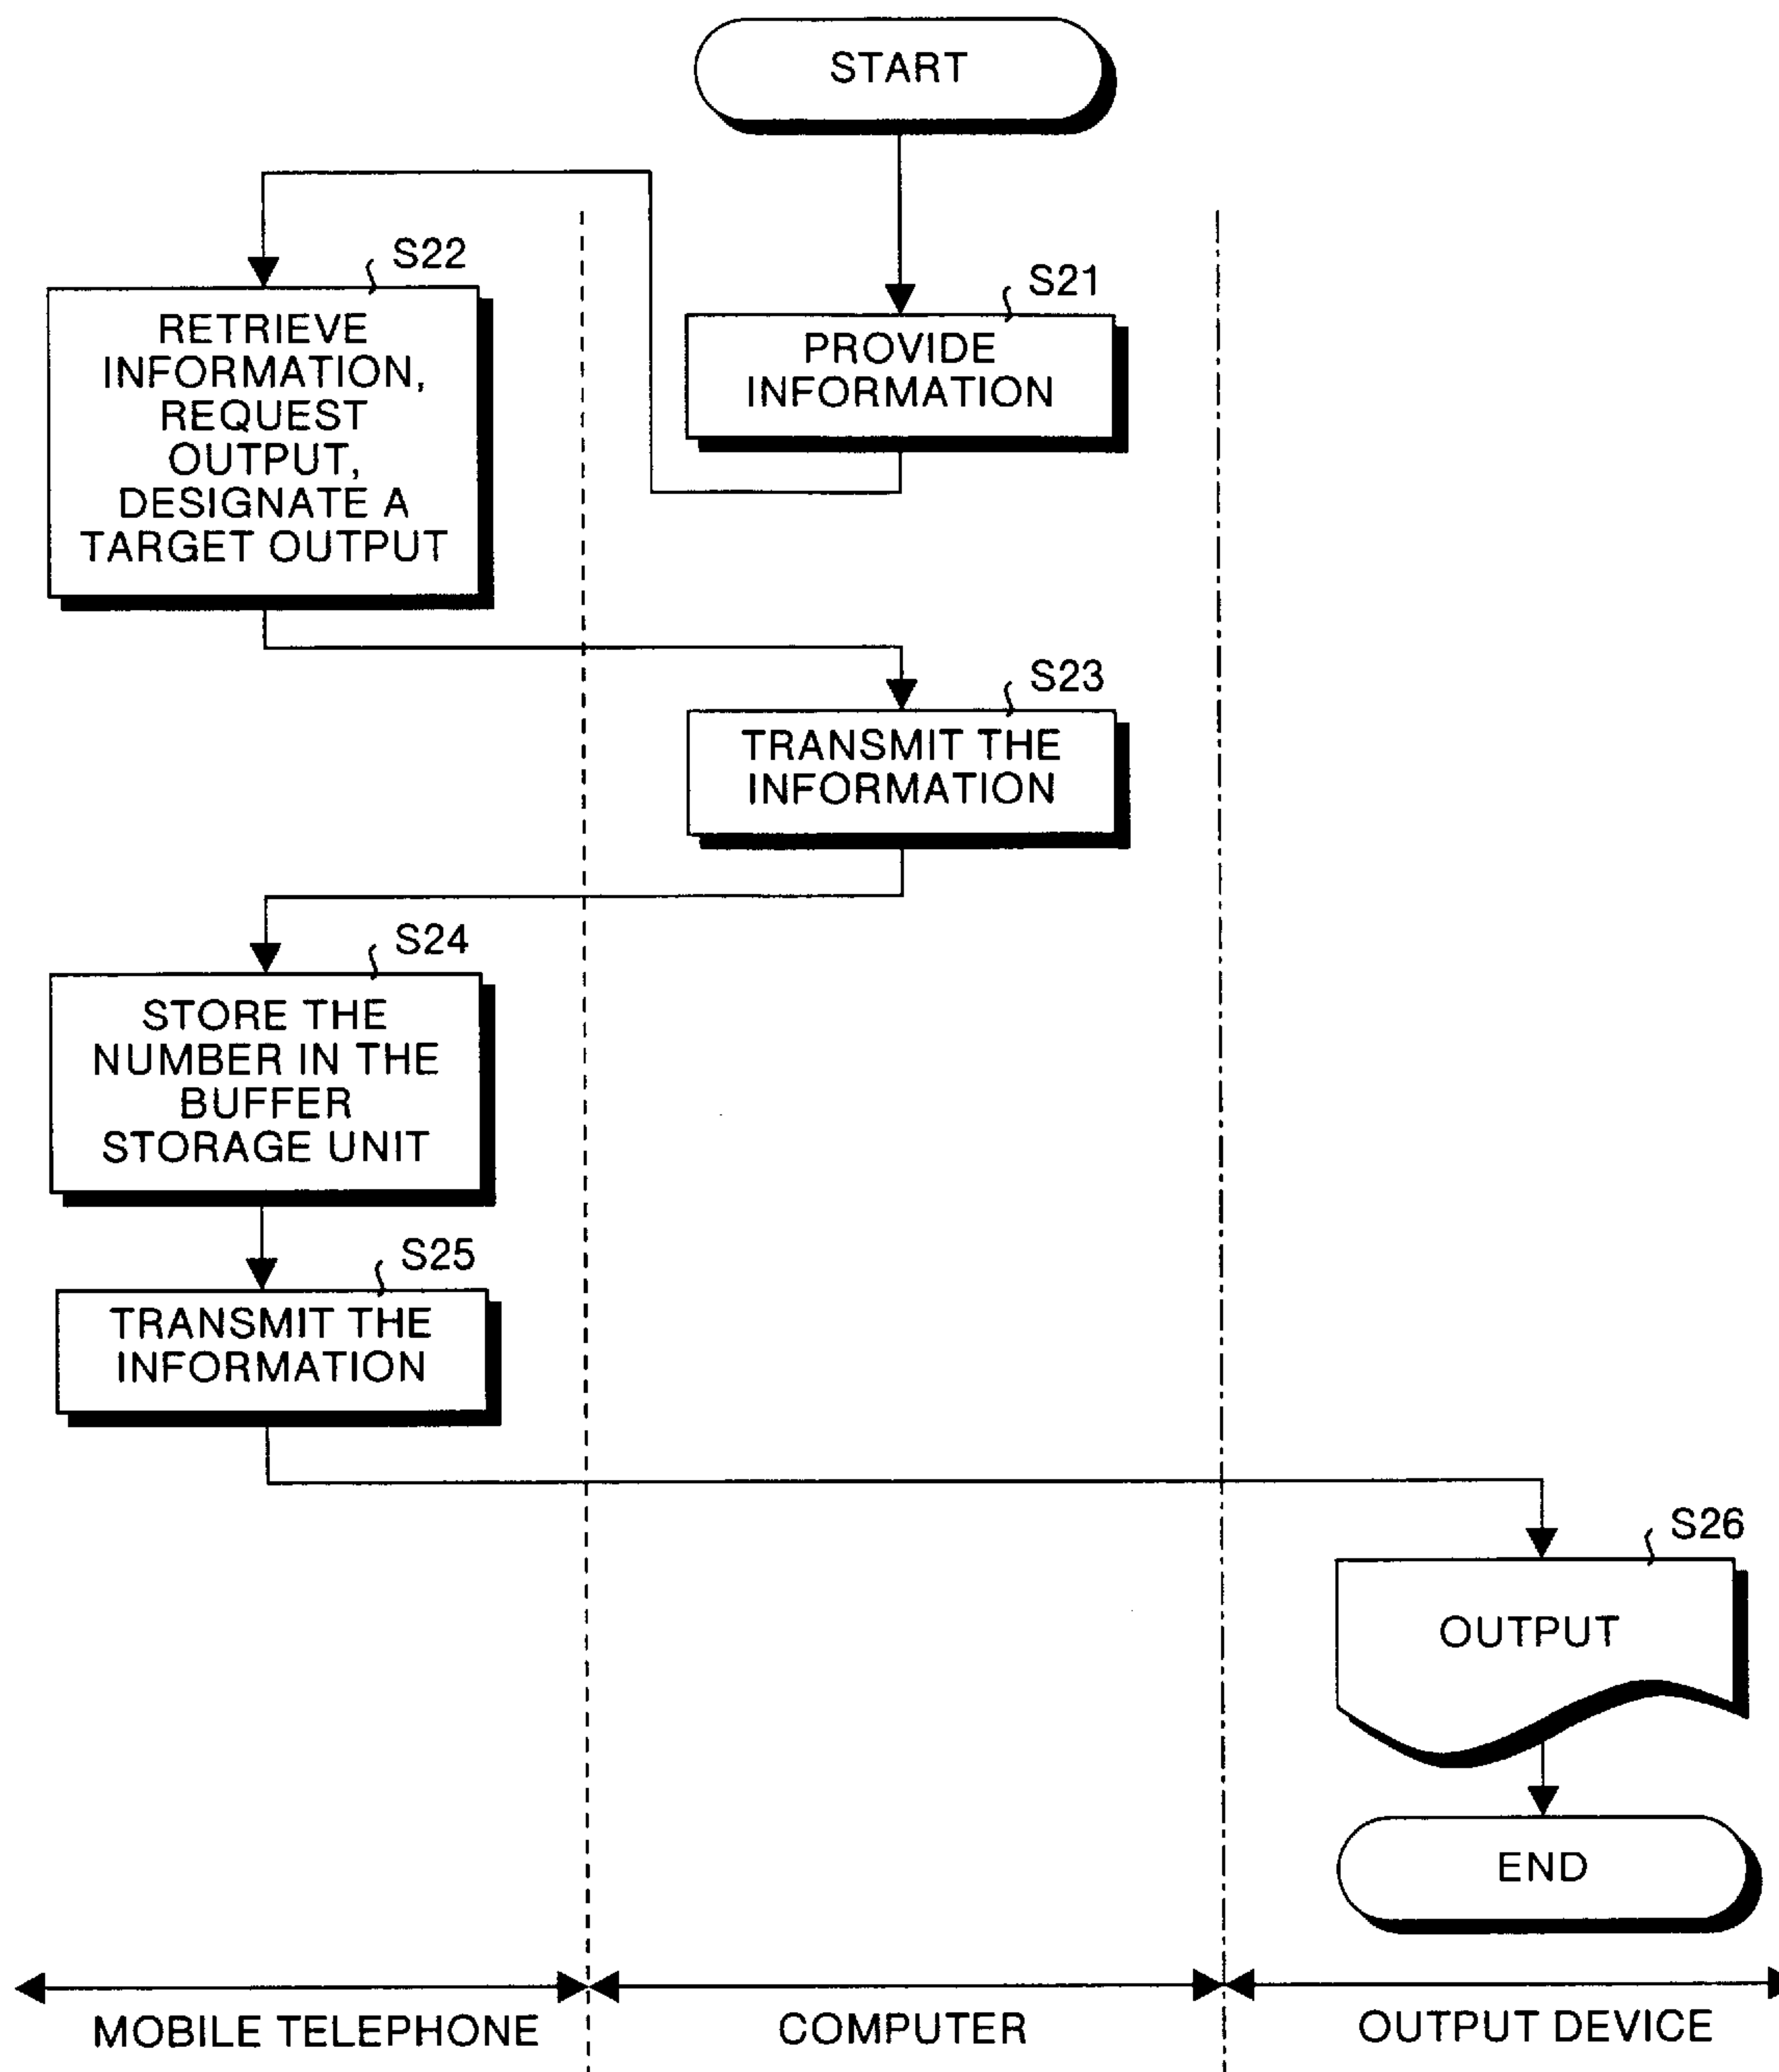 START
S21
PROVIDE
INFORMATION
S22
RETRIEVE
INFORMATION,
REQUEST
OUTPUT,
DESIGNATE A
TARGET OUTPUT
S23
TRANSMIT THE
INFORMATION
S24
STORE THE
NUMBER IN THE
BUFFER
STORAGE UNIT
S25
TRANSMIT THE
INFORMATION
S26
OUTPUT
END
MOBILE TELEPHONE
COMPUTER
OUTPUT DEVICE